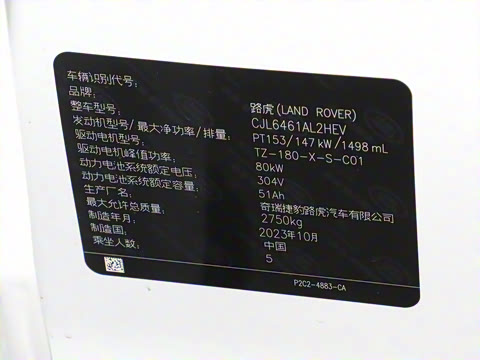 车辆识别代号:
品牌: 路虎(LAND ROVER)
整车型号: CJL6461AL2HEV
发动机型号/最大净功率/排量: PT153/147kW/1498mL
驱动电机型号: TZ-180-X-S-C01
驱动电机峰值功率: 80kW
动力电池系统额定电压: 304V
动力电池系统额定容量: 51Ah
生产厂名: 奇瑞捷豹路虎汽车有限公司
最大允许总质量: 2750kg
制造年月: 2023年10月
制造国: 中国
乘坐人数: 5
P2C2-4883-CA